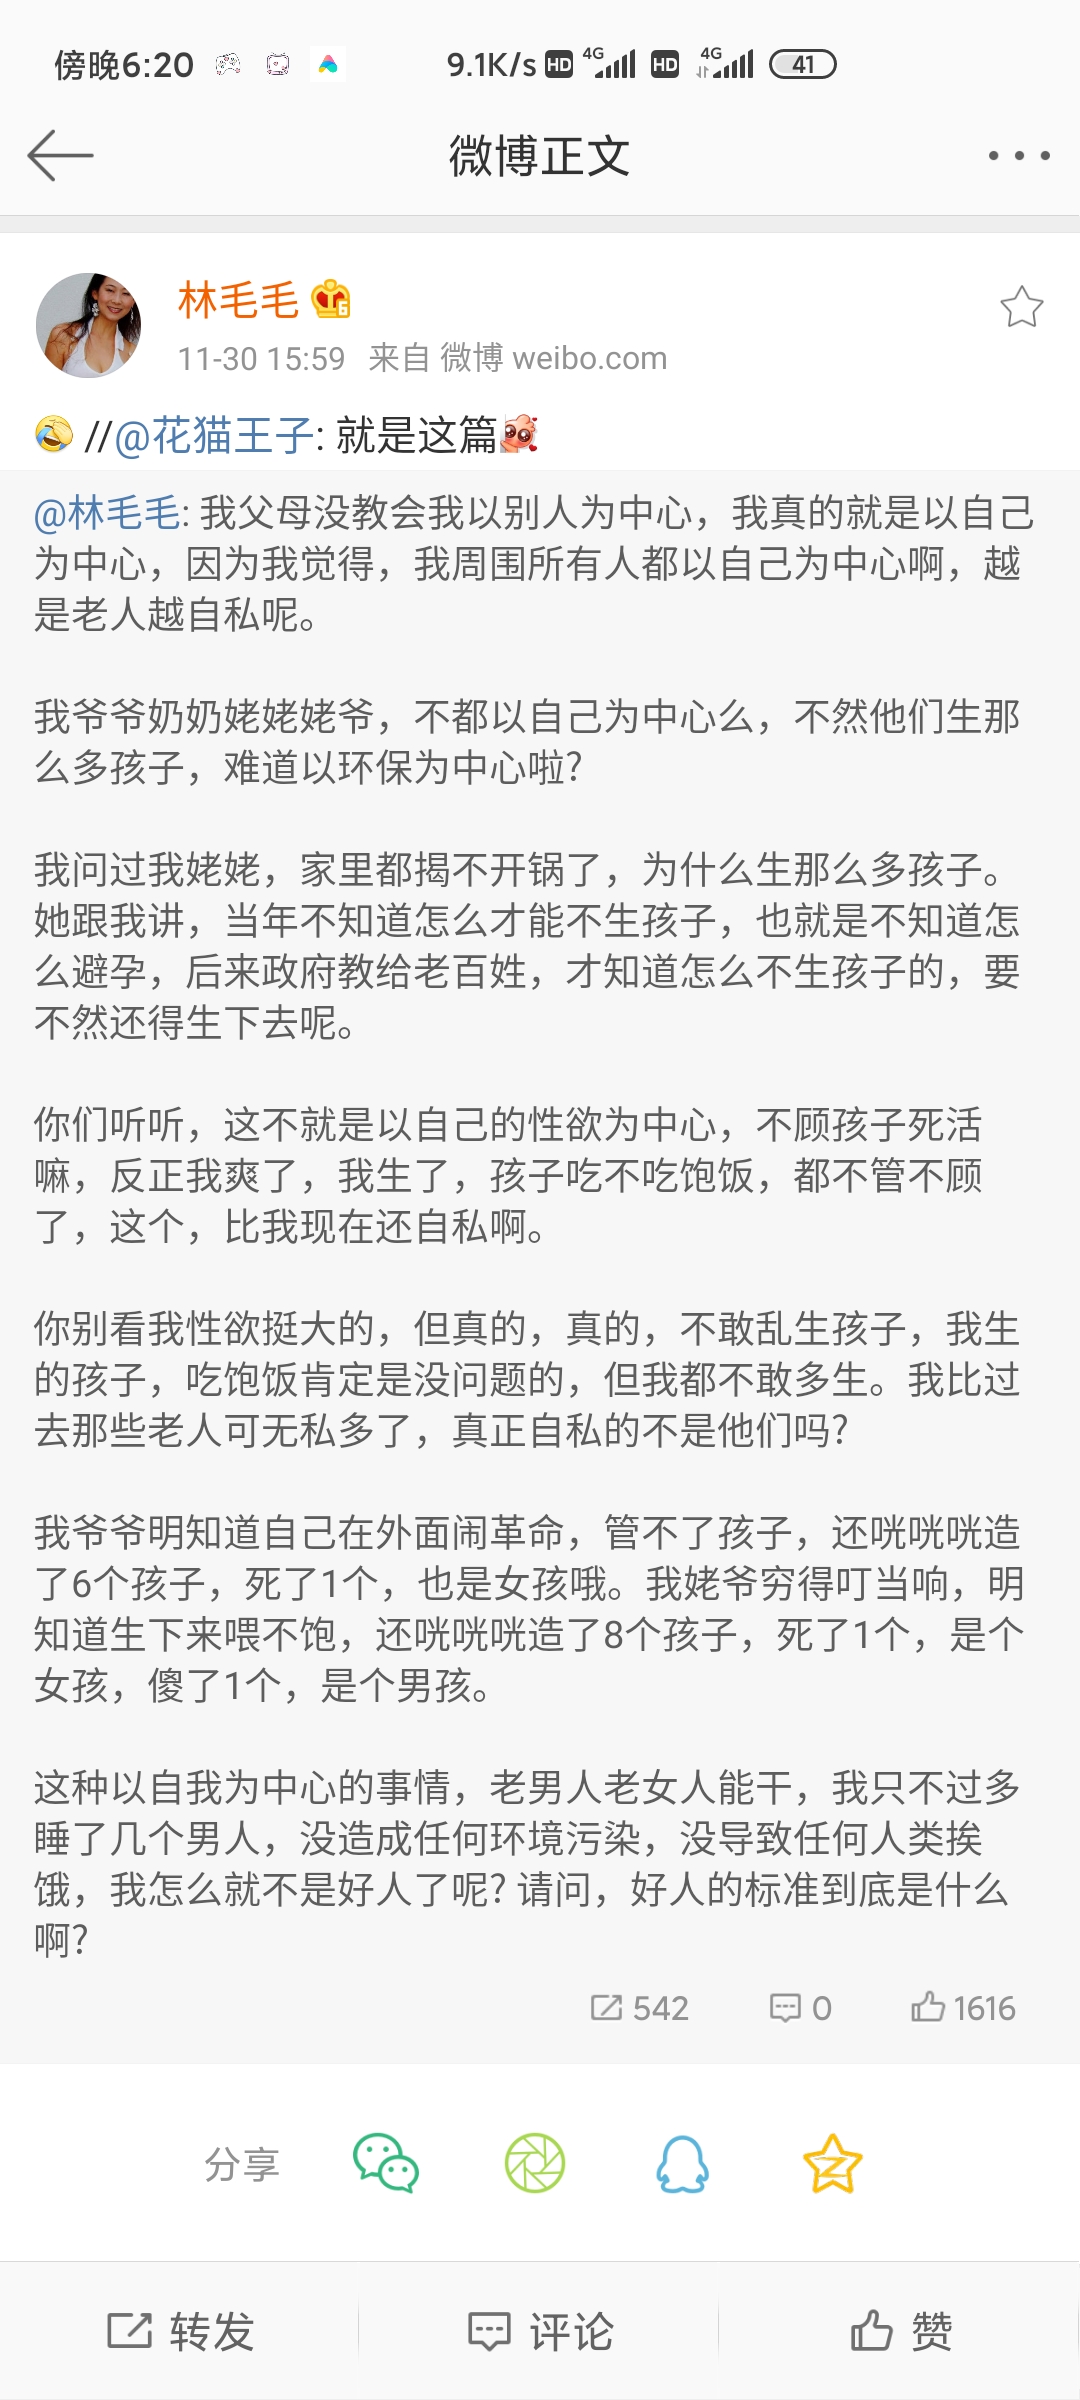 傍晚6:20 9.1K/s HD 4G HD 4G 41
微博正文
林毛毛 6
11-30 15:59 来自 微博 weibo.com
//@花猫王子: 就是这篇
@林毛毛: 我父母没教会我以别人为中心，我真的就是以自己
为中心，因为我觉得，我周围所有人都以自己为中心啊，越
是老人越自私呢。
我爷爷奶奶姥姥姥爷，不都以自己为中心么，不然他们生那
么多孩子，难道以环保为中心啦?
我问过我姥姥，家里都揭不开锅了，为什么生那么多孩子。
她跟我讲，当年不知道怎么才能不生孩子，也就是不知道怎
么避孕，后来政府教给老百姓，才知道怎么不生孩子的，要
不然还得生下去呢。
你们听听，这不就是以自己的性欲为中心，不顾孩子死活
嘛，反正我爽了，我生了，孩子吃不吃饱饭，都不管不顾
了，这个，比我现在还自私啊。
你别看我性欲挺大的，但真的，真的，不敢乱生孩子，我生
的孩子，吃饱饭肯定是没问题的，但我都不敢多生。我比过
去那些老人可无私多了，真正自私的不是他们吗?
我爷爷明知道自己在外面闹革命，管不了孩子，还咣咣咣造
了6个孩子，死了1个，也是女孩哦。我姥爷穷得叮当响，明
知道生下来喂不饱，还咣咣咣造了8个孩子，死了1个，是个
女孩，傻了1个，是个男孩。
这种以自我为中心的事情，老男人老女人能干，我只不过多
睡了几个男人，没造成任何环境污染，没导致任何人类挨
饿，我怎么就不是好人了呢? 请问，好人的标准到底是什么
啊?
542 0 1616
分享
转发 评论 赞